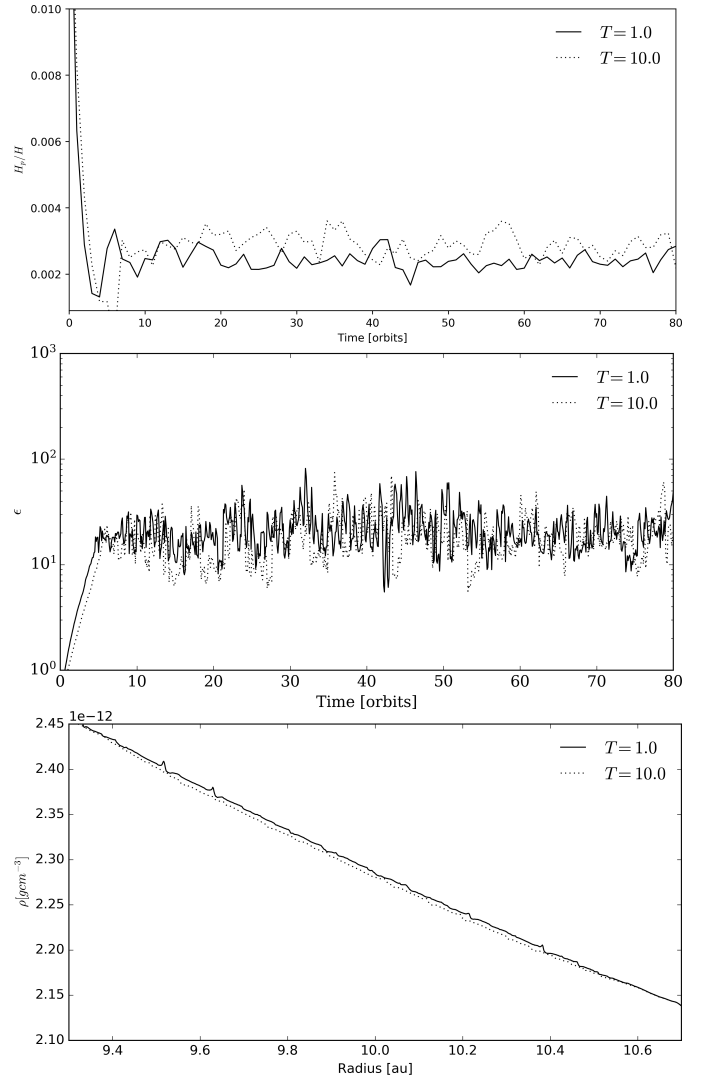 0.010
0.008
0.006
0.004
0.002
H_p/H
T = 1.0
T = 10.0
0 10 20 30 40 50 60 70 80
Time [orbits]
10^3
10^2
10^1
10^0
ϵ
T = 1.0
T = 10.0
0 10 20 30 40 50 60 70 80
Time [orbits]
1e−12
2.45
2.40
2.35
2.30
2.25
2.20
2.15
2.10
ρ[gcm^{−3}]
T = 1.0
T = 10.0
9.4 9.6 9.8 10.0 10.2 10.4 10.6
Radius [au]